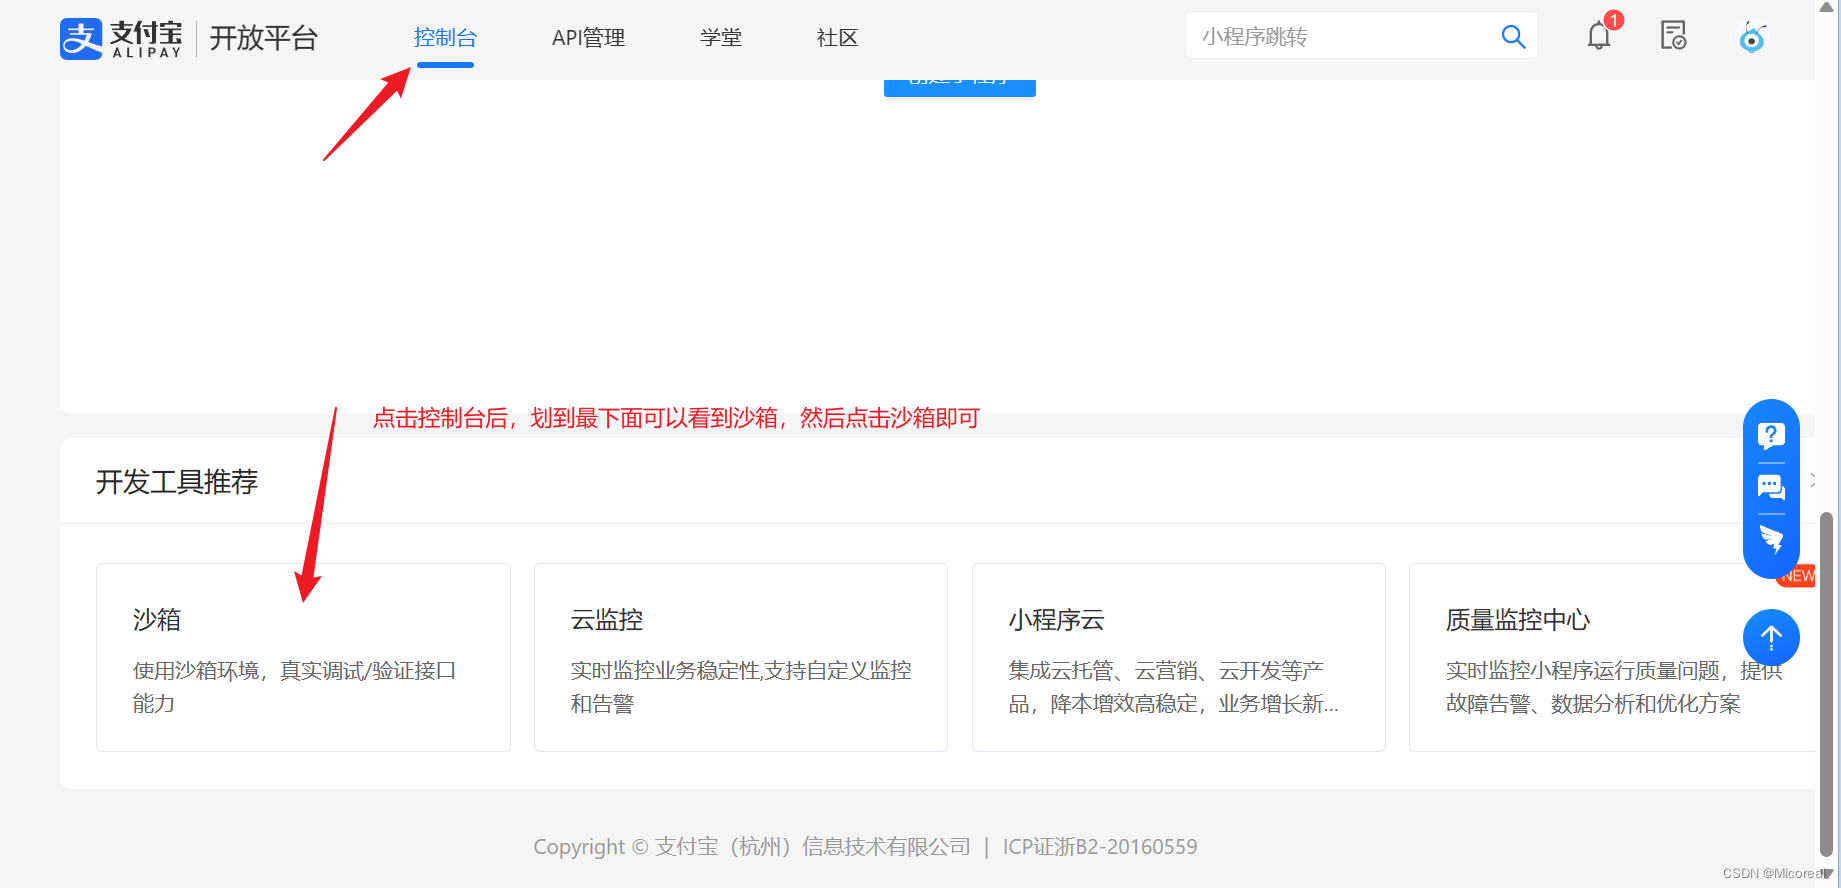 支付宝
ALIPAY
开放平台
控制台
API管理
学堂
社区
小程序跳转
1
点击控制台后，划到最下面可以看到沙箱，然后点击沙箱即可
开发工具推荐
NEW
沙箱
使用沙箱环境，真实调试/验证接口
能力
云监控
实时监控业务稳定性,支持自定义监控
和告警
小程序云
集成云托管、云营销、云开发等产
品，降本增效高稳定，业务增长新...
质量监控中心
实时监控小程序运行质量问题，提供
故障告警、数据分析和优化方案
Copyright © 支付宝（杭州）信息技术有限公司 | ICP证浙B2-20160559
CSDN @Micoreal